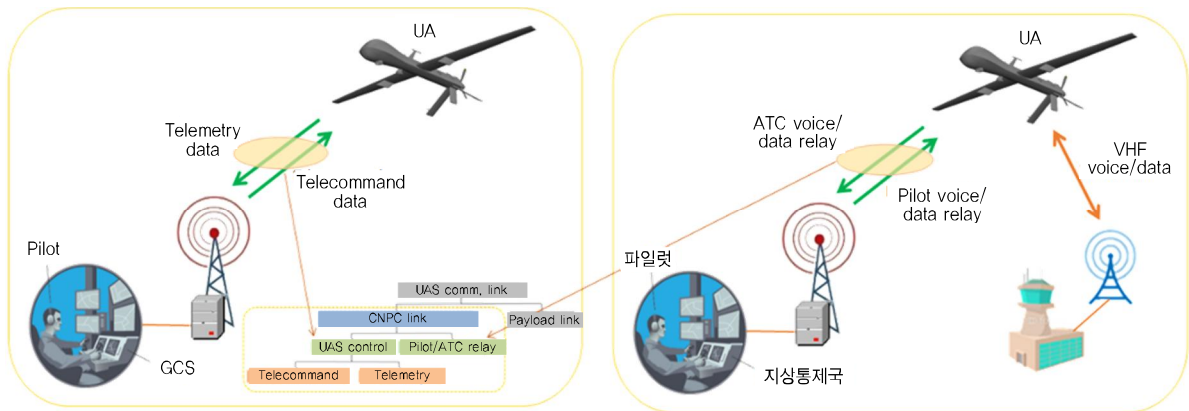 UA
Telemetry
data
Telecommand
data
Pilot
GCS
UAS comm, link
CNPC link
Payload link
UAS control
Pilot/ATC relay
Telecommand
Telemetry
UA
ATC voice/
data relay
VHF
voice/data
Pilot voice/
data relay
파일럿
지상통제국